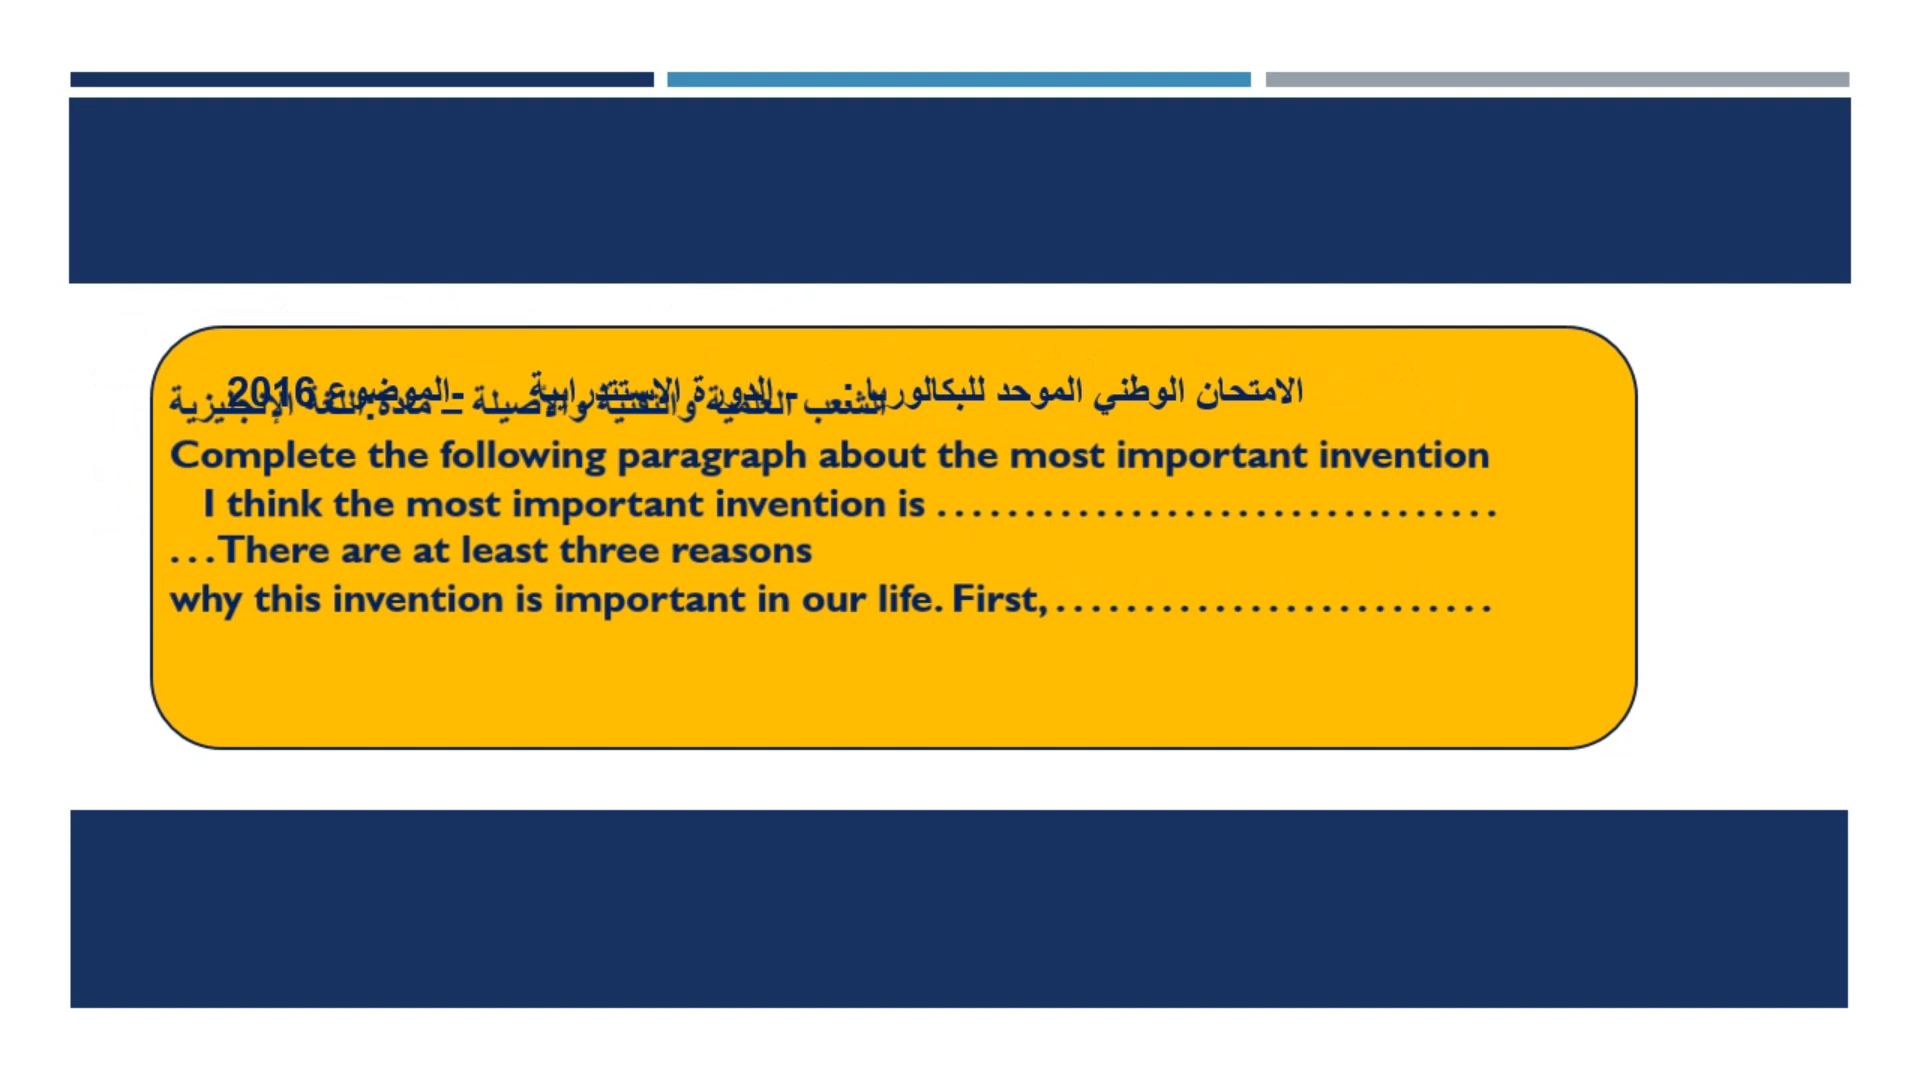 الامتحان الوطني الموحد للبكالوريا: - الدورة الاستدراكية - الموضوع 2016
الشعب العلمية والتقنية والأصيلة – مادة: اللغة الإنجليزية
Complete the following paragraph about the most important invention
I think the most important invention is ................................
...There are at least three reasons
why this invention is important in our life. First,.........................